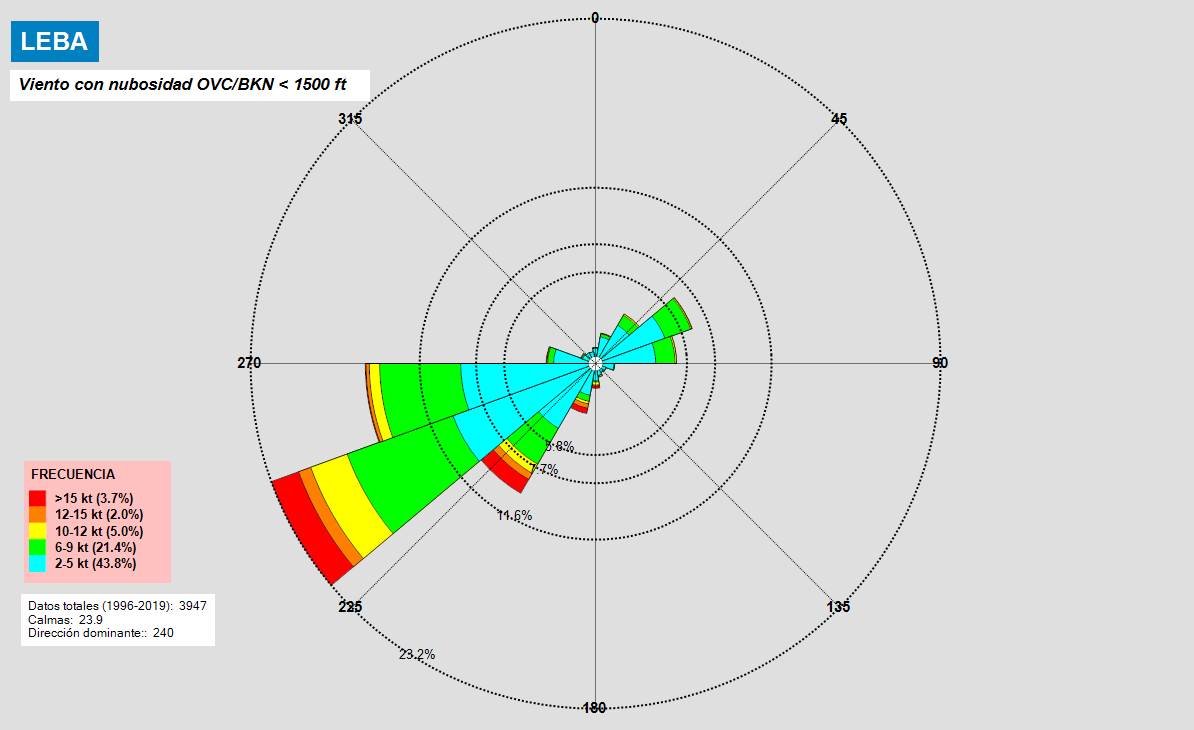 LEBA
Viento con nubosidad OVC/BKN < 1500 ft
0
315
45
270
90
5.8%
7.7%
11.6%
FRECUENCIA
>15 kt (3.7%)
12-15 kt (2.0%)
10-12 kt (5.0%)
6-9 kt (21.4%)
2-5 kt (43.8%)
225
135
Datos totales (1996-2019): 3947
Calmas: 23.9
Dirección dominante:: 240
23.2%
180